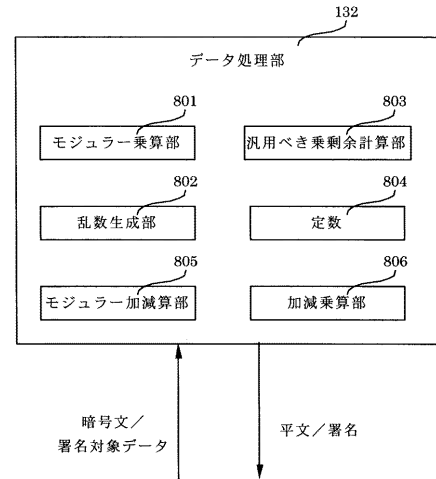 132
データ処理部
801
モジュラー乗算部
803
汎用べき乗剰余計算部
802
乱数生成部
804
定数
805
モジュラー加減算部
806
加減乗算部
暗号文／
署名対象データ
平文／署名